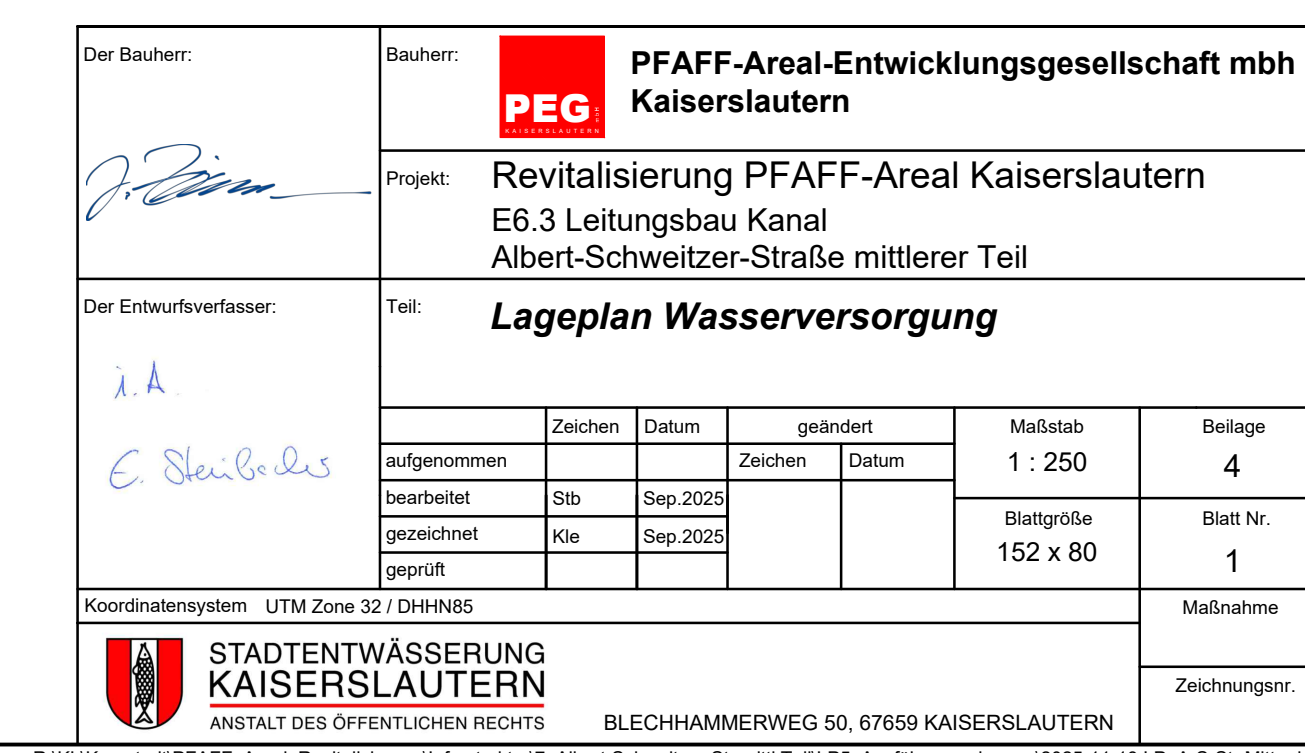 Der Bauherr:
Bauherr:
PEG
KAISERSLAUTERN
PFAFF-Areal-Entwicklungsgesellschaft mbh
Kaiserslautern
Projekt:
Revitalisierung PFAFF-Areal Kaiserslautern
E6.3 Leitungsbau Kanal
Albert-Schweitzer-Straße mittlerer Teil
Der Entwurfsverfasser:
i.A.
E. Steinbacher
Teil:
Lageplan Wasserversorgung
Zeichen Datum geändert Maßstab Beilage
aufgenommen Zeichen Datum 1 : 250 4
bearbeitet Stb Sep.2025
gezeichnet Kle Sep.2025 Blattgröße Blatt Nr.
152 x 80 1
geprüft
Koordinatensystem UTM Zone 32 / DHHN85 Maßnahme
STADTENTWÄSSERUNG
KAISERSLAUTERN
ANSTALT DES ÖFFENTLICHEN RECHTS
BLECHHAMMERWEG 50, 67659 KAISERSLAUTERN
Zeichnungsnr.